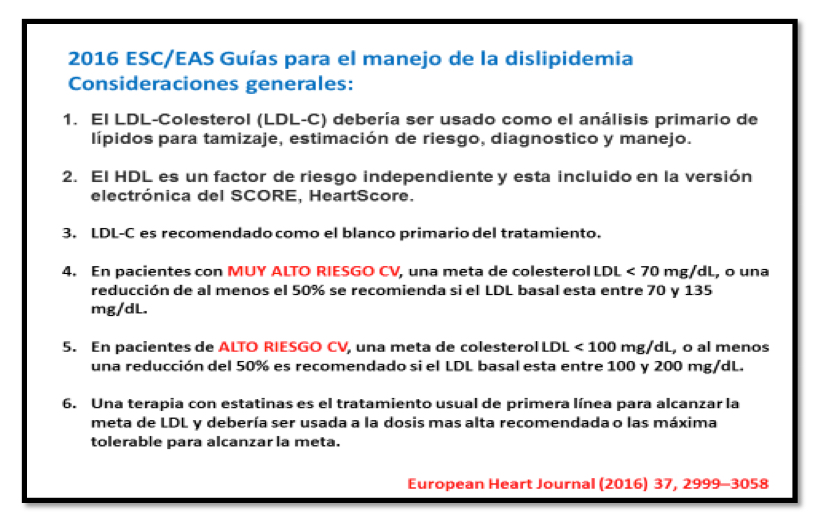 2016 ESC/EAS Guías para el manejo de la dislipidemia
Consideraciones generales:
1. El LDL-Colesterol (LDL-C) debería ser usado como el análisis primario de
lípidos para tamizaje, estimación de riesgo, diagnostico y manejo.
2. El HDL es un factor de riesgo independiente y esta incluido en la versión
electrónica del SCORE, HeartScore.
3. LDL-C es recomendado como el blanco primario del tratamiento.
4. En pacientes con MUY ALTO RIESGO CV, una meta de colesterol LDL < 70 mg/dL, o una
reducción de al menos el 50% se recomienda si el LDL basal esta entre 70 y 135
mg/dL.
5. En pacientes de ALTO RIESGO CV, una meta de colesterol LDL < 100 mg/dL, o al menos
una reducción del 50% es recomendado si el LDL basal esta entre 100 y 200 mg/dL.
6. Una terapia con estatinas es el tratamiento usual de primera línea para alcanzar la
meta de LDL y debería ser usada a la dosis mas alta recomendada o las máxima
tolerable para alcanzar la meta.
European Heart Journal (2016) 37, 2999–3058